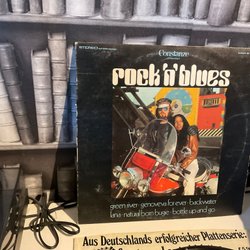 STEREO
Constanze
rock'n'blues
green river · genoveva forever · backwater
lana · natural born bugie · bottle up and go
Aus Deutschlands erfolgreicher Plattenserie: